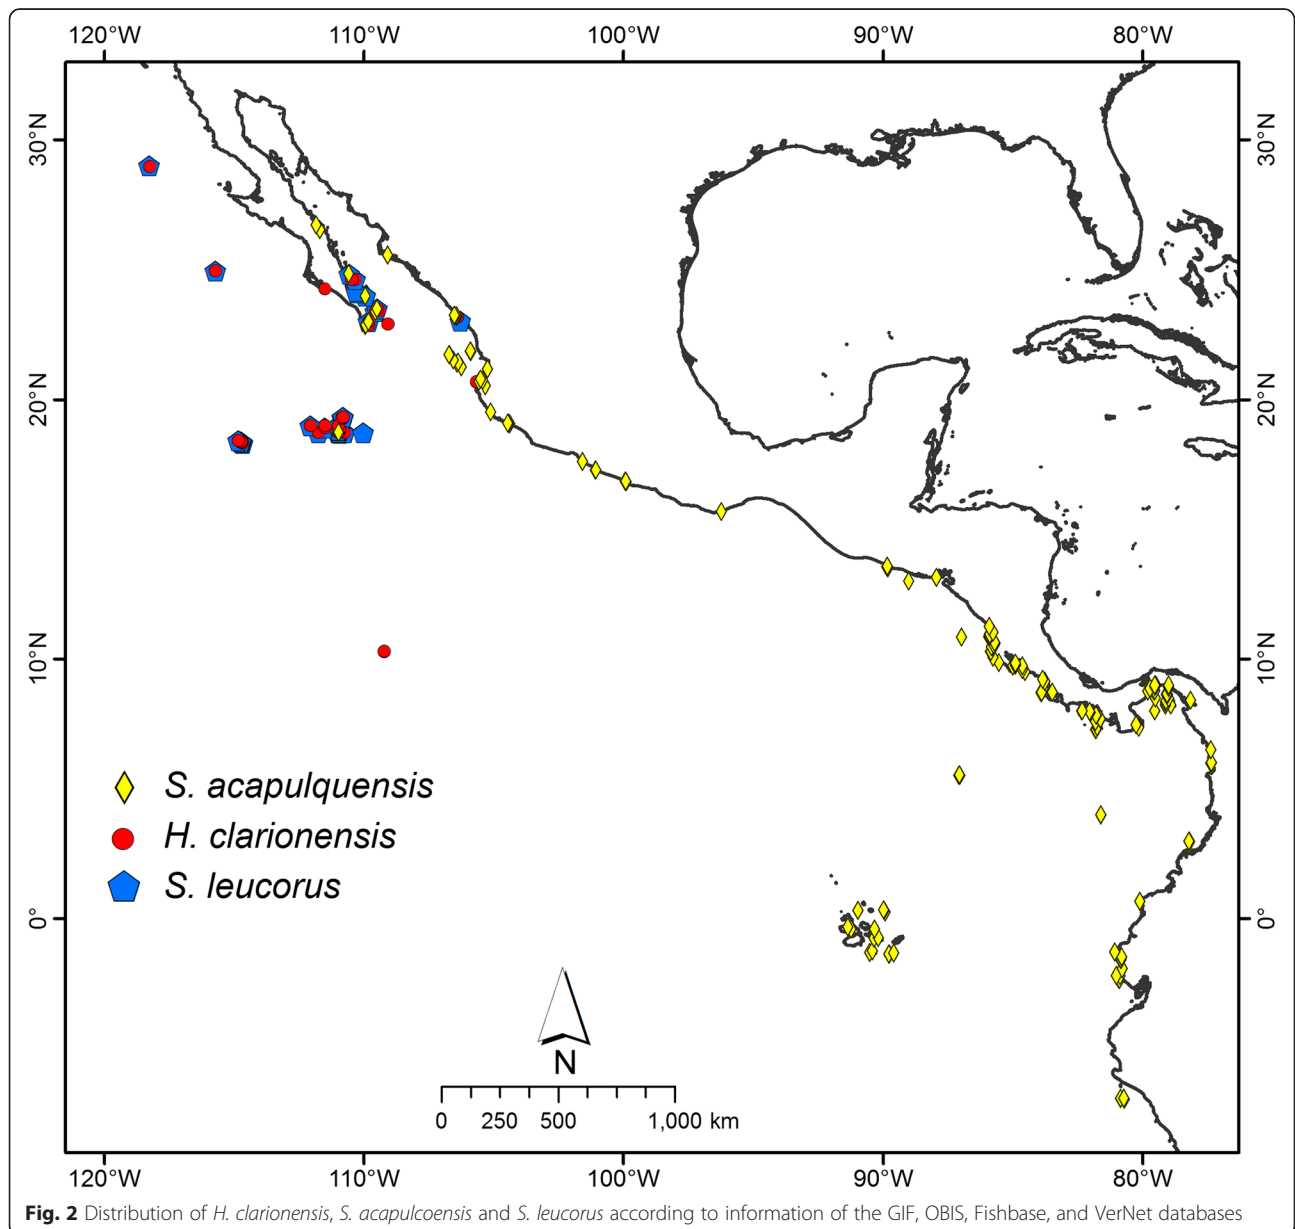 120°W 110°W 100°W 90°W 80°W
30°N 30°N
20°N 20°N
10°N 10°N
S. acapulquensis
H. clarionensis
S. leucorus
0° 0°
N
0 250 500 1,000 km
120°W 110°W 100°W 90°W 80°W
Fig. 2 Distribution of H. clarionensis, S. acapulcoensis and S. leucorus according to information of the GIF, OBIS, Fishbase, and VerNet databases